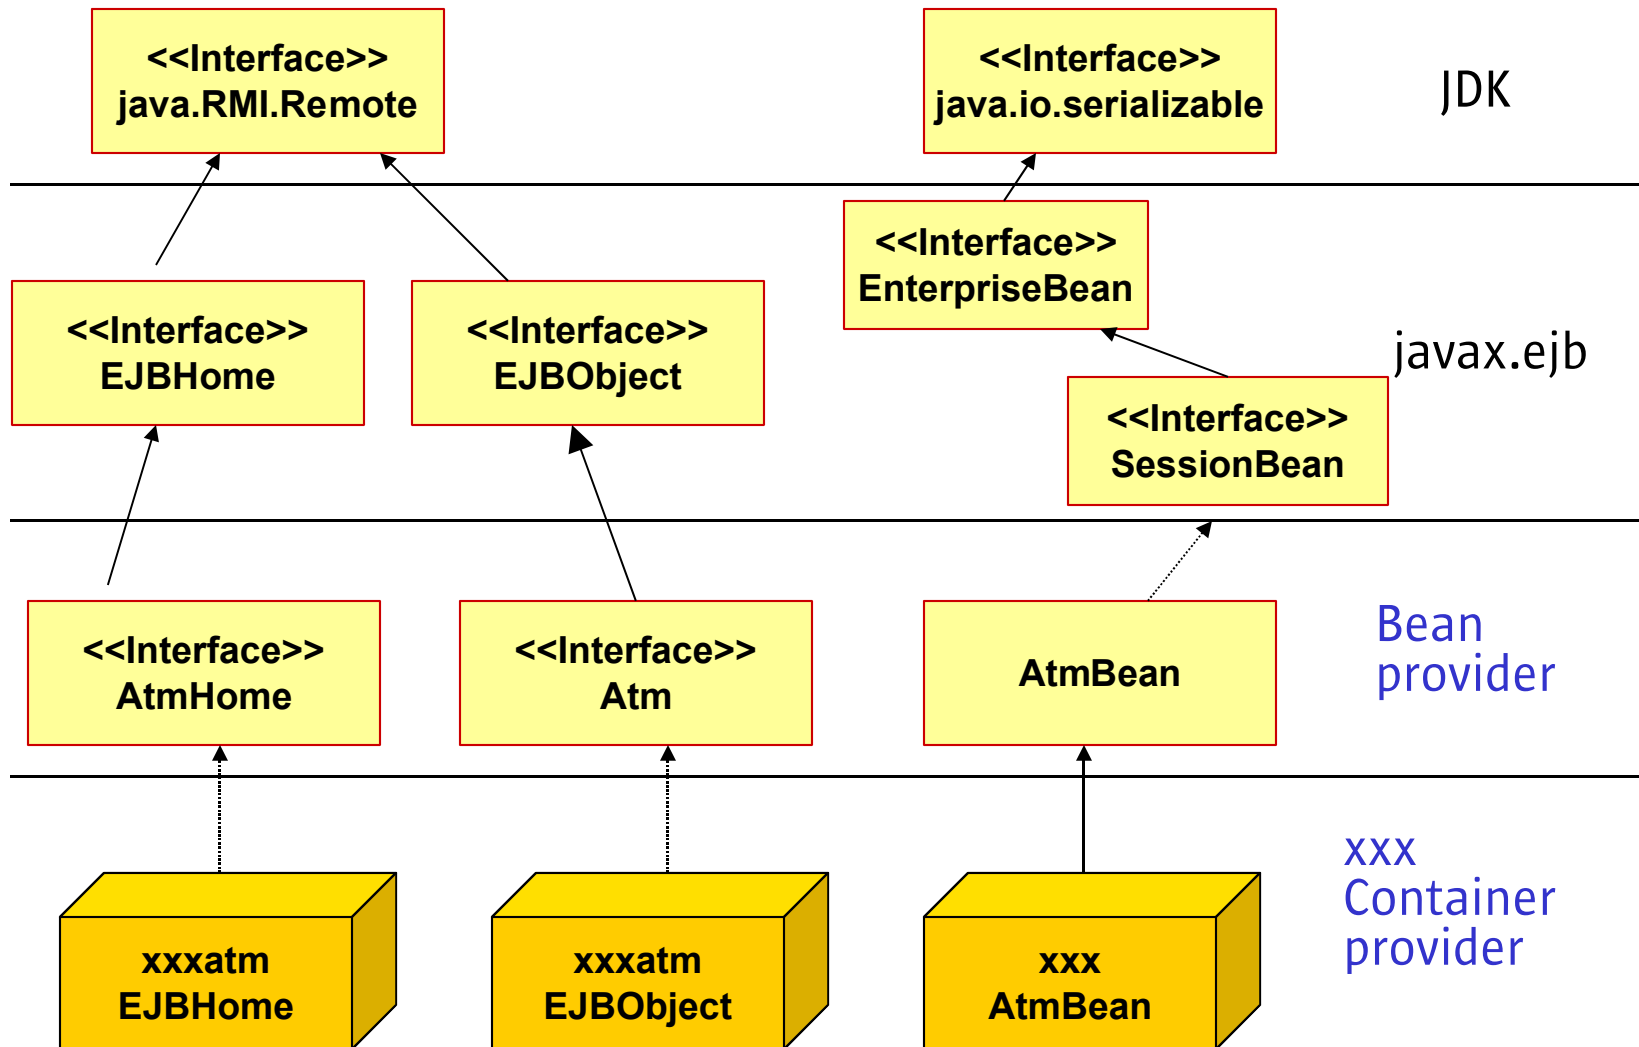 <<Interface>>
java.RMI.Remote
<<Interface>>
java.io.serializable
JDK
<<Interface>>
EnterpriseBean
<<Interface>>
EJBHome
<<Interface>>
EJBObject
javax.ejb
<<Interface>>
SessionBean
<<Interface>>
AtmHome
<<Interface>>
Atm
AtmBean
Bean
provider
xxxatm
EJBHome
xxxatm
EJBObject
xxx
AtmBean
xxx
Container
provider